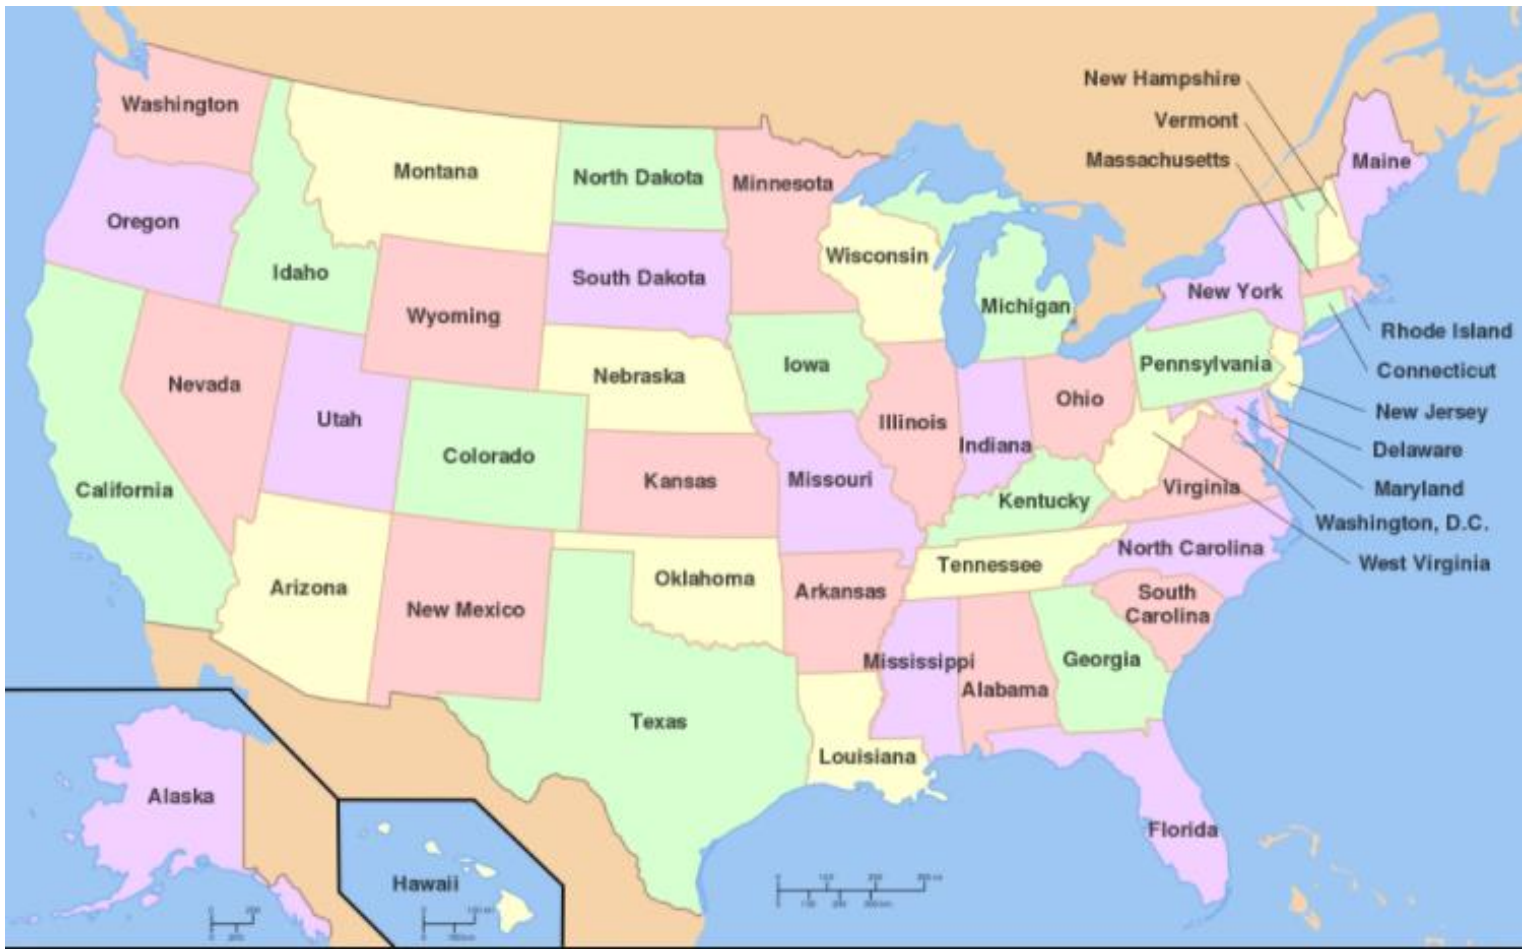 New Hampshire
Washington
Vermont
Massachusetts
Maine
Montana
North Dakota
Minnesota
Oregon
Wisconsin
Idaho
South Dakota
New York
Michigan
Wyoming
Rhode Island
Iowa
Pennsylvania
Connecticut
Nebraska
Nevada
Ohio
New Jersey
Utah
Illinois
Indiana
Delaware
Colorado
Kansas
Missouri
California
Virginia
Maryland
Kentucky
Washington, D.C.
North Carolina
West Virginia
Tennessee
Oklahoma
Arizona
Arkansas
South
Carolina
New Mexico
Georgia
Mississippi
Alabama
Texas
Louisiana
Alaska
Florida
Hawaii